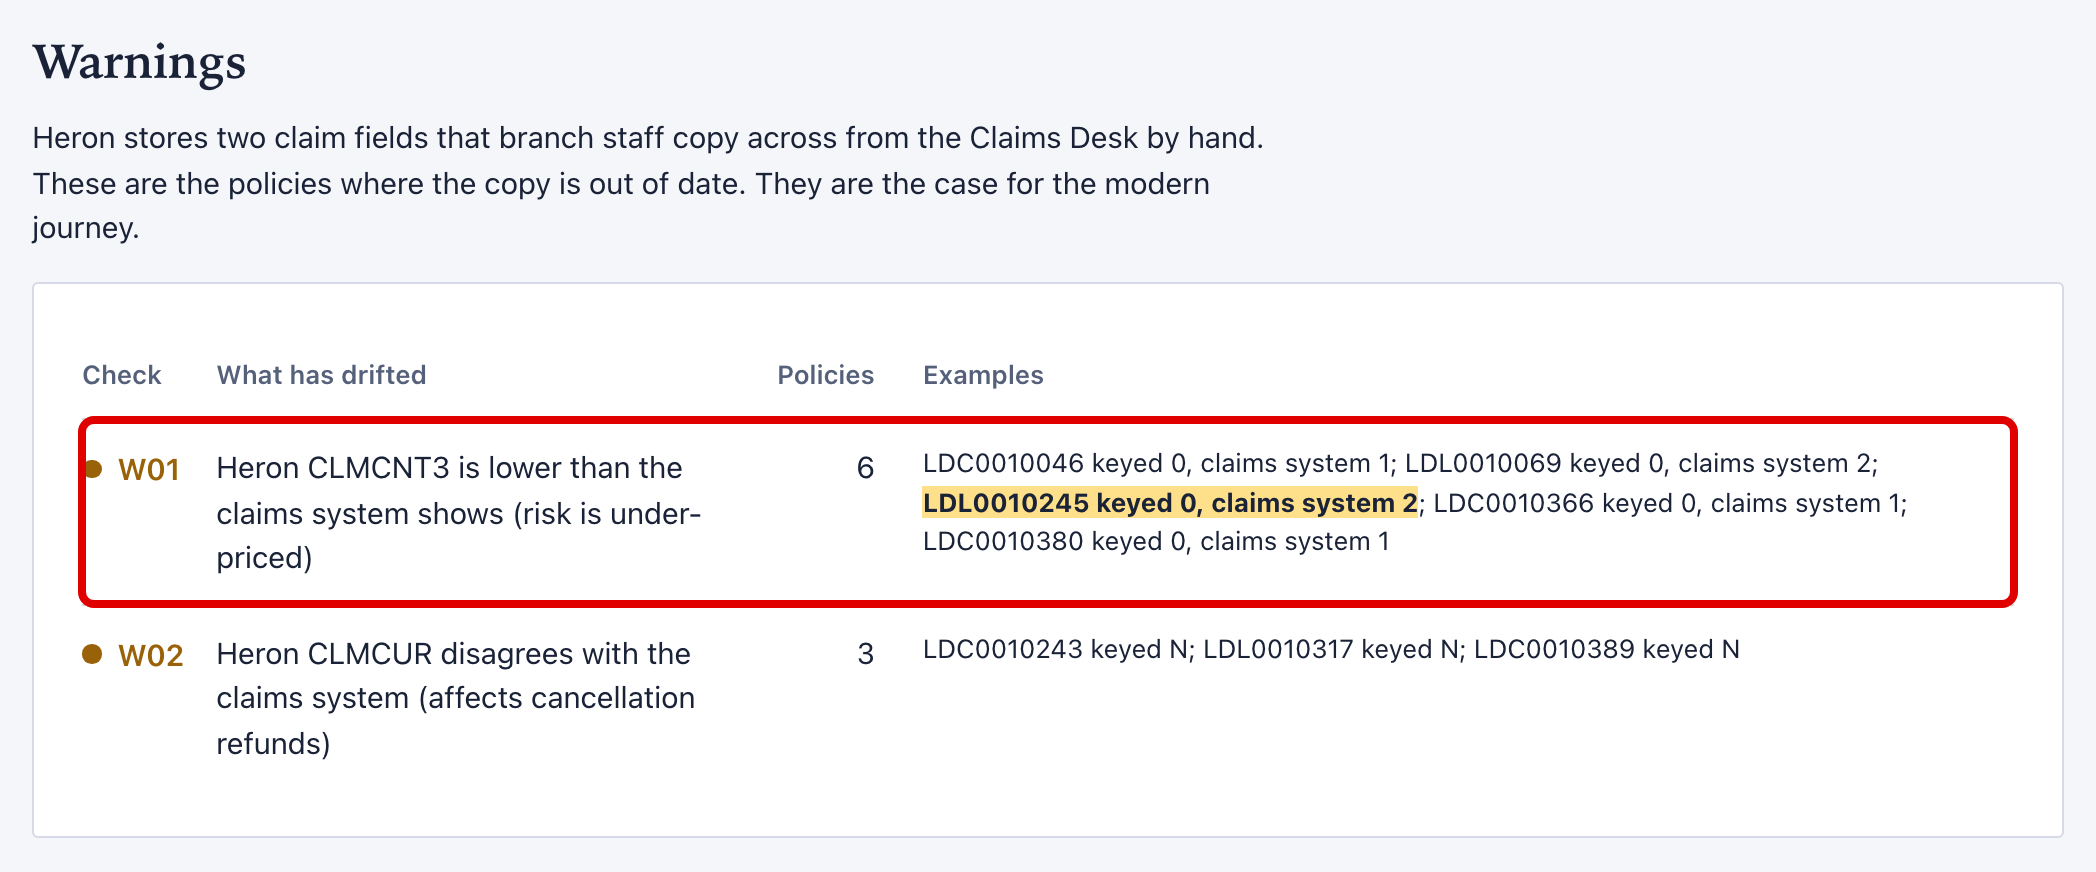 Warnings
Heron stores two claim fields that branch staff copy across from the Claims Desk by hand.
These are the policies where the copy is out of date. They are the case for the modern
journey.
Check What has drifted Policies Examples
W01 Heron CLMCNT3 is lower than the
claims system shows (risk is under-
priced)
6
LDC0010046 keyed 0, claims system 1; LDL0010069 keyed 0, claims system 2;
LDL0010245 keyed 0, claims system 2; LDC0010366 keyed 0, claims system 1;
LDC0010380 keyed 0, claims system 1
W02 Heron CLMCUR disagrees with the
claims system (affects cancellation
refunds)
3
LDC0010243 keyed N; LDL0010317 keyed N; LDC0010389 keyed N